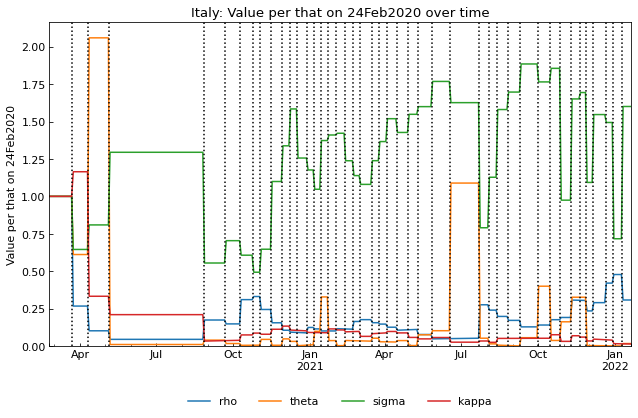 Italy: Value per that on 24Feb2020 over time
Value per that on 24Feb2020
2.00
1.75
1.50
1.25
1.00
0.75
0.50
0.25
0.00
Apr Jul Oct Jan Apr Jul Oct Jan
2021 2022
rho theta sigma kappa